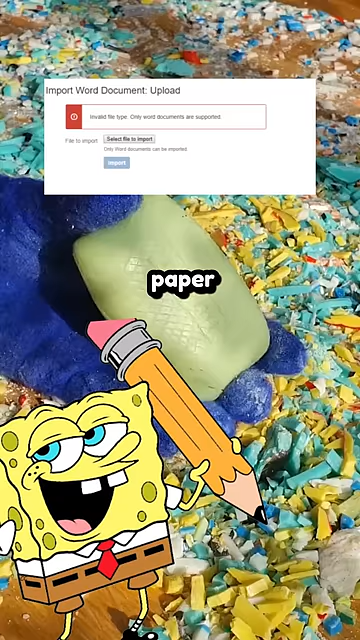 Import Word Document: Upload
Invalid file type. Only word documents are supported.
File to import
Select file to import
Only Word documents can be imported.
Import
paper